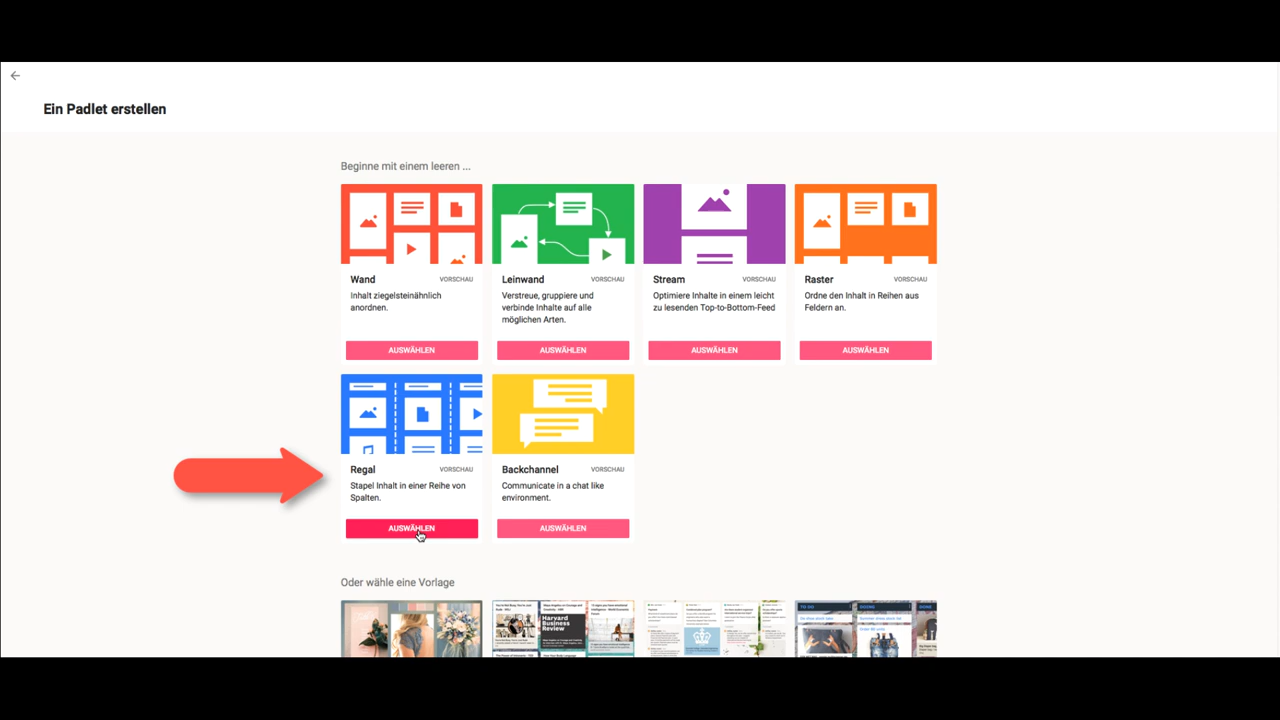 Ein Padlet erstellen
Beginne mit einem leeren ...
Wand VORSCHAU
Inhalt ziegelsteinähnlich
anordnen.
AUSWÄHLEN
Leinwand VORSCHAU
Verstreue, gruppiere und
verbinde Inhalte auf alle
möglichen Arten.
AUSWÄHLEN
Stream VORSCHAU
Optimiere Inhalte in einem leicht
zu lesenden Top-to-Bottom-Feed
AUSWÄHLEN
Raster VORSCHAU
Ordne den Inhalt in Reihen aus
Feldern an.
AUSWÄHLEN
Regal VORSCHAU
Stapel Inhalt in einer Reihe von
Spalten.
AUSWÄHLEN
Backchannel VORSCHAU
Communicate in a chat like
environment.
AUSWÄHLEN
Oder wähle eine Vorlage
Harvard
Business
Review
TO DO
DOING
DONE